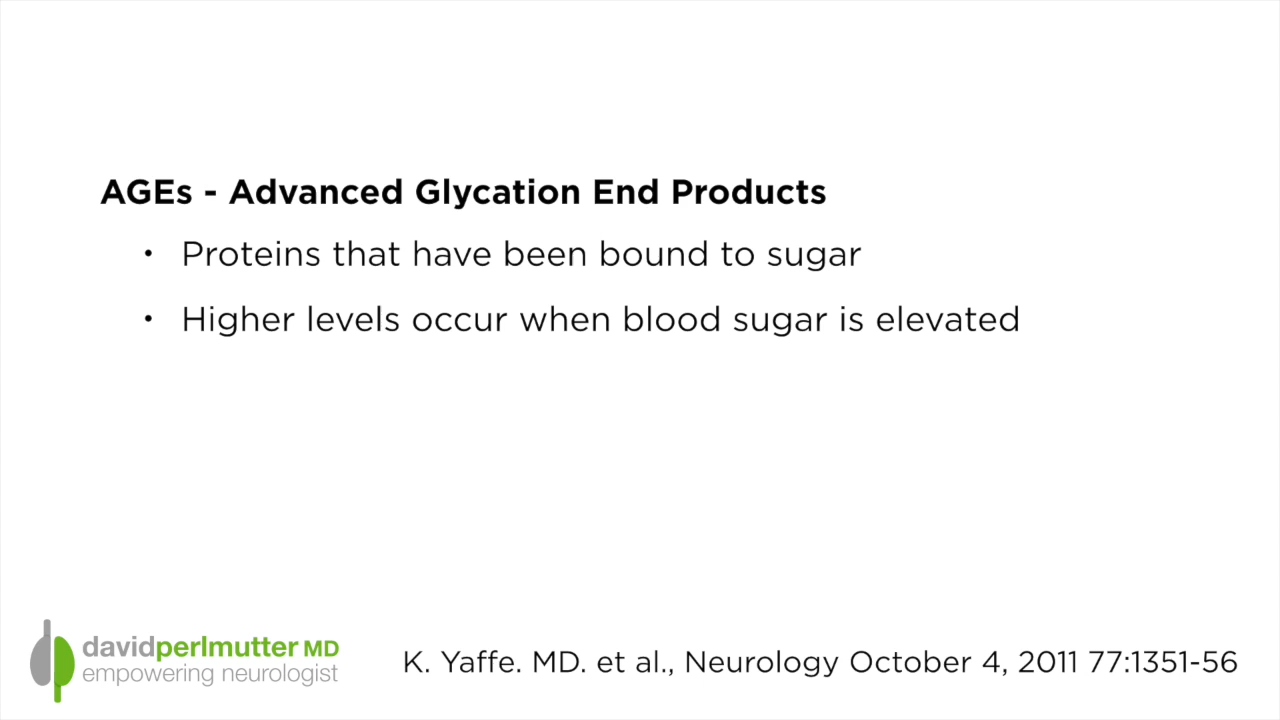 AGEs - Advanced Glycation End Products
• Proteins that have been bound to sugar
• Higher levels occur when blood sugar is elevated
davidperlmutter MD
empowering neurologist
K. Yaffe. MD. et al., Neurology October 4, 2011 77:1351-56